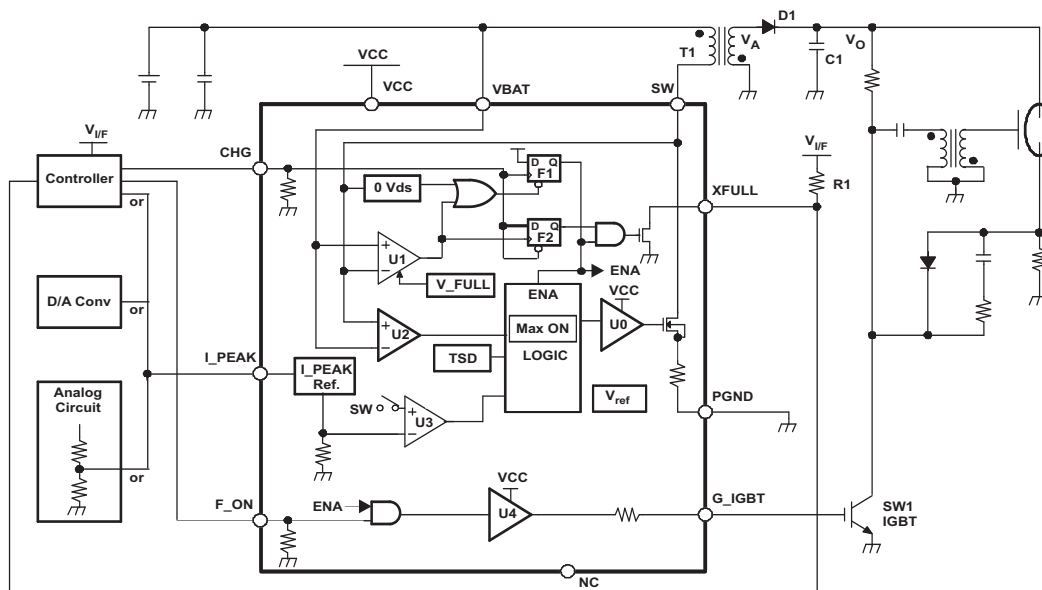 D1
VCC
T1
VA
VO
C1
VCC
VBAT
SW
VI/F
CHG
VI/F
Controller
D Q
F1
0 Vds
XFULL
R1
or
D Q
F2
U1
ENA
V_FULL
D/A Conv
ENA
VCC
or
U2
Max ON
U0
I_PEAK
TSD
LOGIC
I_PEAK
Ref.
Analog
Circuit
SW
Vref
PGND
U3
or
VCC
F_ON
ENA
G_IGBT
SW1
IGBT
U4
NC